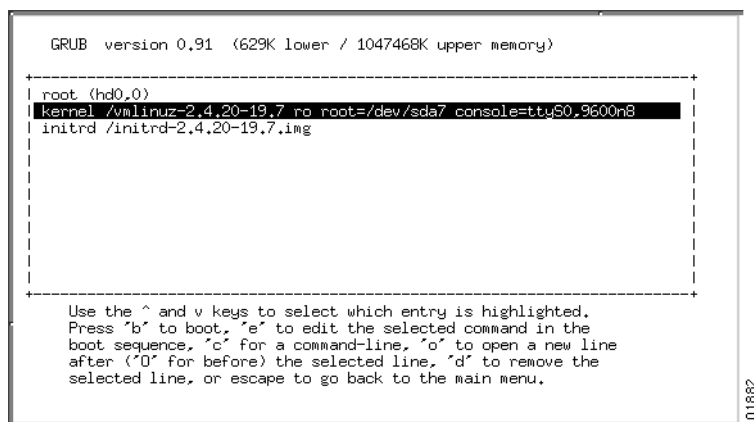 GRUB version 0.91 (629K lower / 1047468K upper memory)
root (hd0,0)
kernel /vmlinuz-2.4.20-19.7 ro root=/dev/sda7 console=ttyS0,9600n8
initrd /initrd-2.4.20-19.7.img
Use the ^ and v keys to select which entry is highlighted.
Press 'b' to boot, 'e' to edit the selected command in the
boot sequence, 'c' for a command-line, 'o' to open a new line
after ('O' for before) the selected line, 'd' to remove the
selected line, or escape to go back to the main menu.
01882